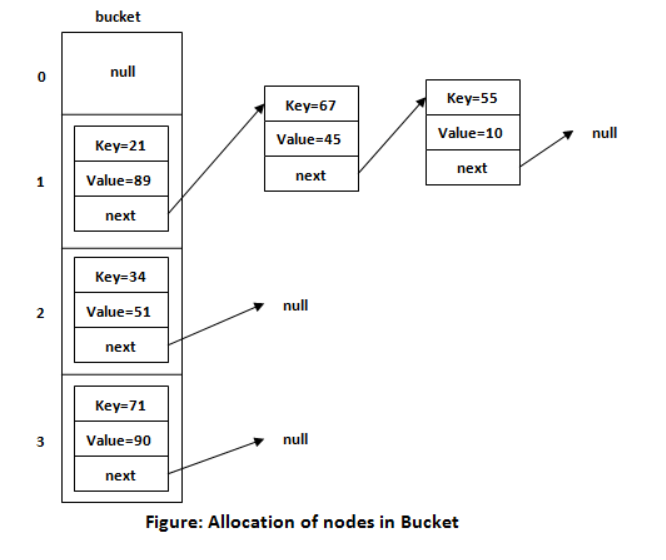 bucket
0
null
1
Key=21
Value=89
next
Key=67
Value=45
next
Key=55
Value=10
next
null
2
Key=34
Value=51
next
null
3
Key=71
Value=90
next
null
Figure: Allocation of nodes in Bucket